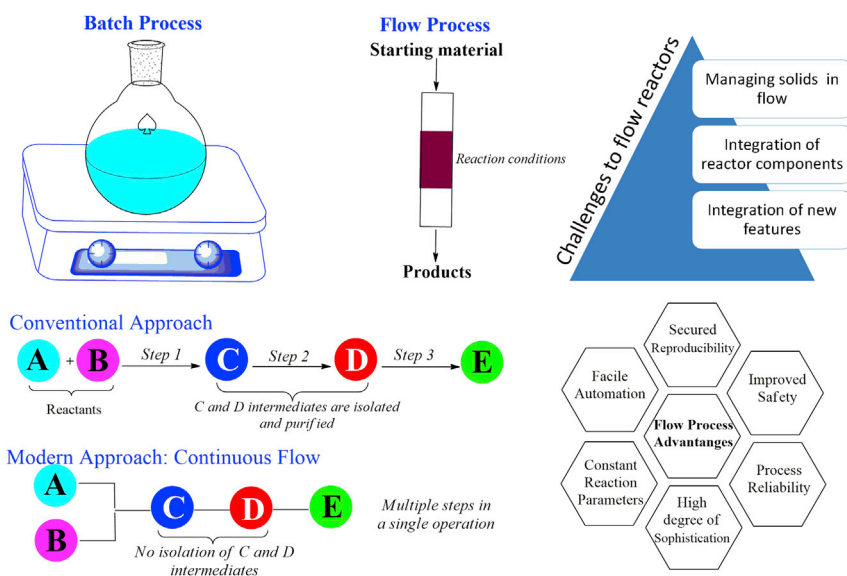 Batch Process
Flow Process
Starting material
Reaction conditions
Products
Challenges to flow reactors
Managing solids in
flow
Integration of
reactor components
Integration of new
features
Conventional Approach
A + B
Step 1
C
Step 2
D
Step 3
E
Reactants
C and D intermediates are isolated
and purified
Modern Approach: Continuous Flow
A
B
C
D
E
No isolation of C and D
intermediates
Multiple steps in
a single operation
Secured
Reproducibility
Facile
Automation
Improved
Safety
Flow Process
Advantanges
Constant
Reaction
Parameters
Process
Reliability
High
degree of
Sophistication